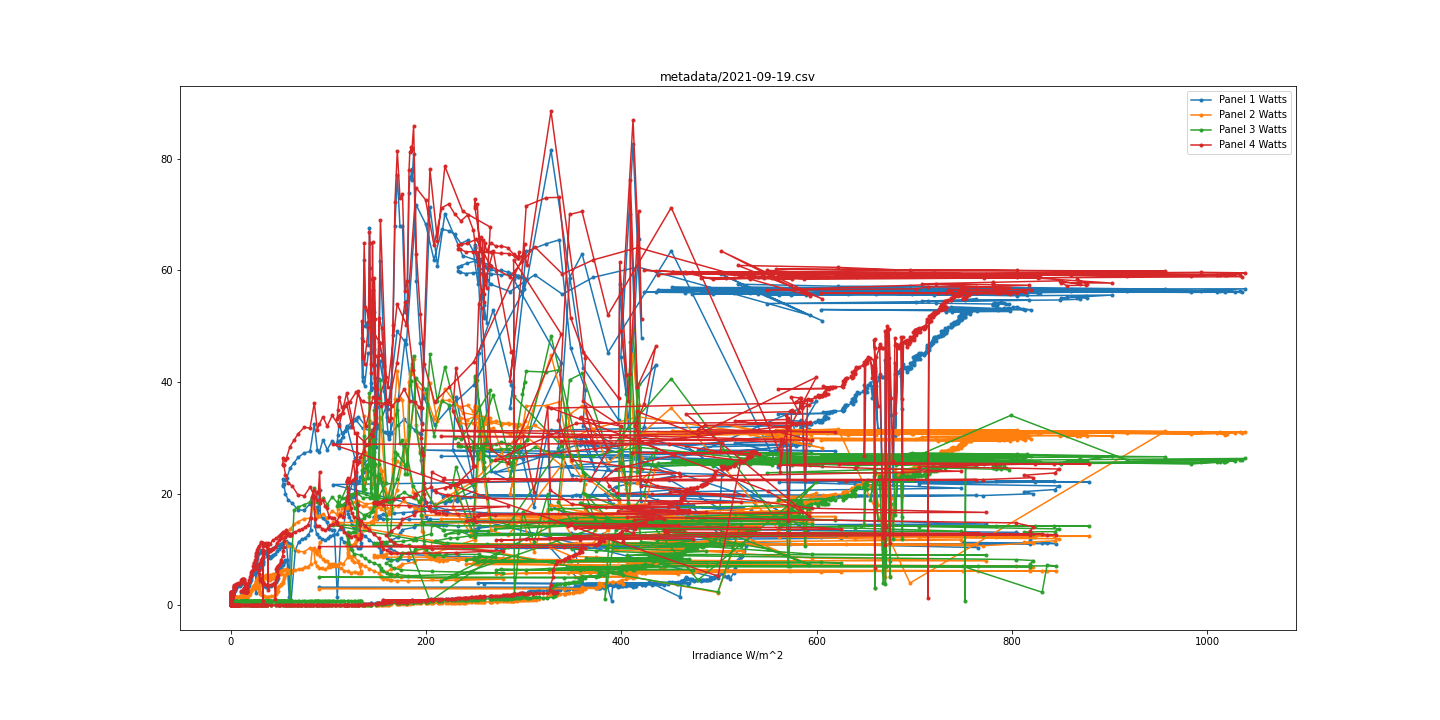 metadata/2021-09-19.csv
Panel 1 Watts
Panel 2 Watts
Panel 3 Watts
Panel 4 Watts
80
60
40
20
0
0 200 400 600 800 1000
Irradiance W/m^2